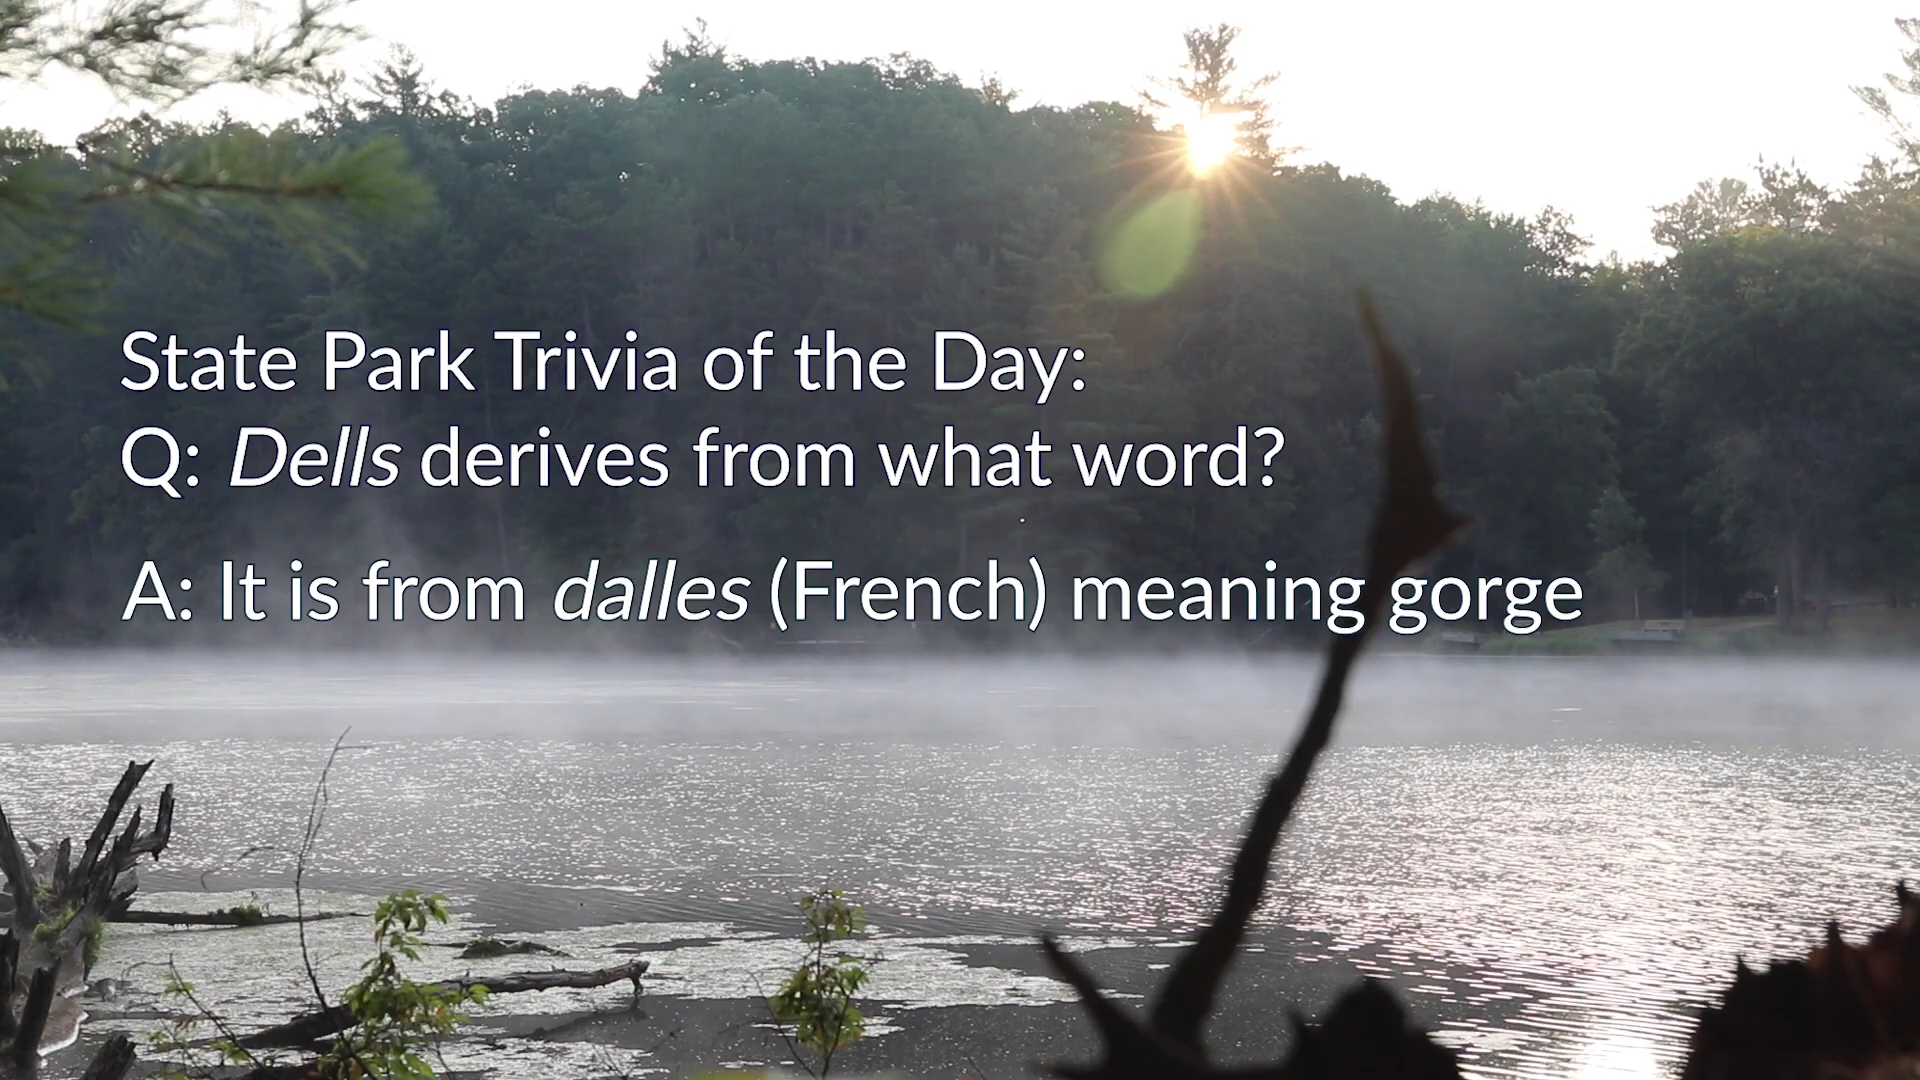 State Park Trivia of the Day:
Q: Dells derives from what word?
A: It is from dalles (French) meaning gorge